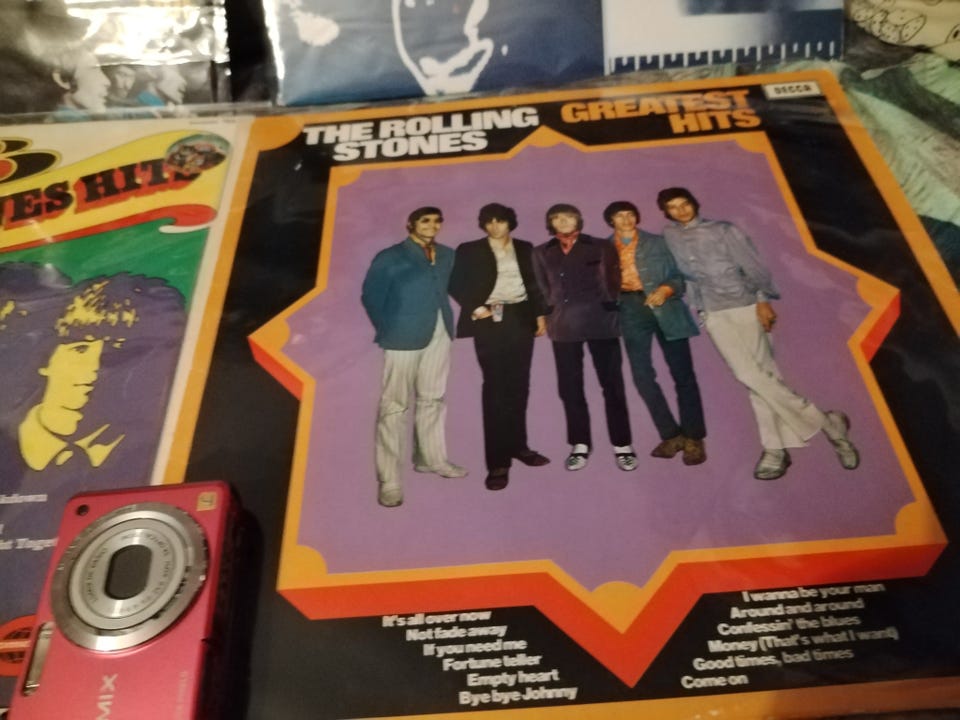 HITS
THE ROLLING
STONES
GREATEST
HITS
DECCA
It's all over now
Not fade away
If you need me
Fortune teller
Empty heart
Bye bye Johnny
I wanna be your man
Around and around
Confessin' the blues
Money (That's what I want)
Good times, bad times
Come on
MIX